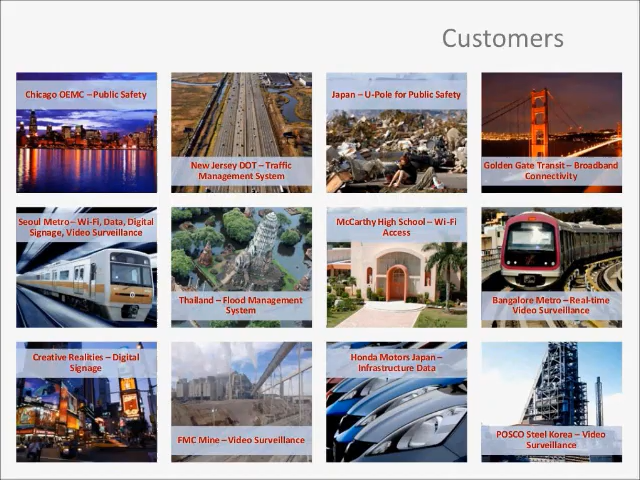 Customers
Chicago OEMC – Public Safety
New Jersey DOT – Traffic
Management System
Japan – U-Pole for Public Safety
Golden Gate Transit – Broadband
Connectivity
Seoul Metro – Wi-Fi, Data, Digital
Signage, Video Surveillance
Thailand – Flood Management
System
McCarthy High School – Wi-Fi
Access
Bangalore Metro – Real-time
Video Surveillance
Creative Realities – Digital
Signage
FMC Mine – Video Surveillance
Honda Motors Japan –
Infrastructure Data
POSCO Steel Korea – Video
Surveillance